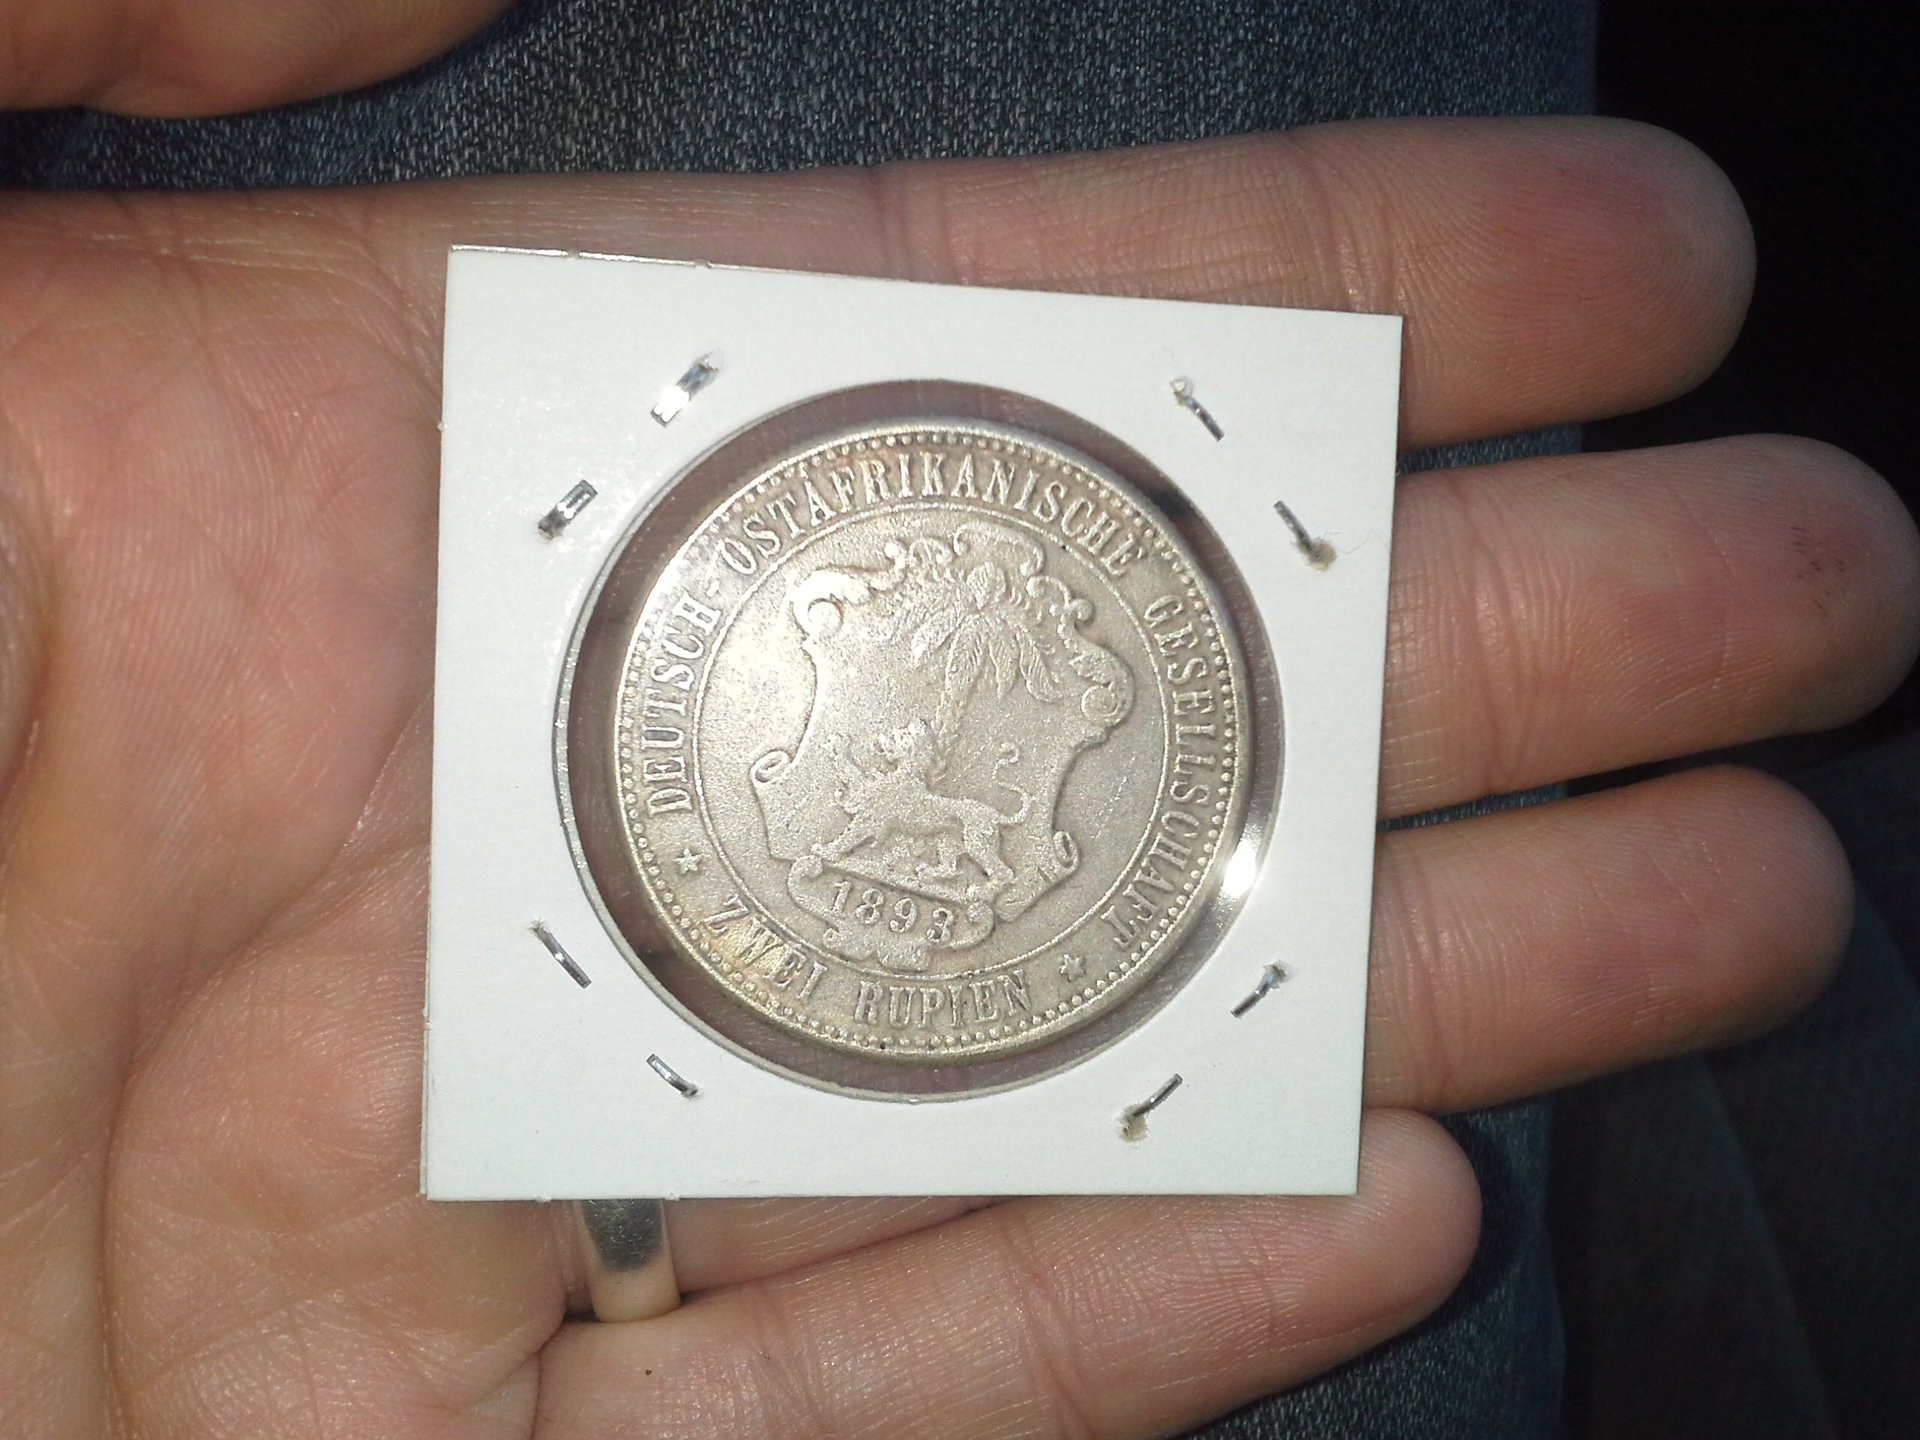 DEUTSCH-OSTAFRIKANISCHE GESELLSCHAFT
1893
ZWEI RUPIEN